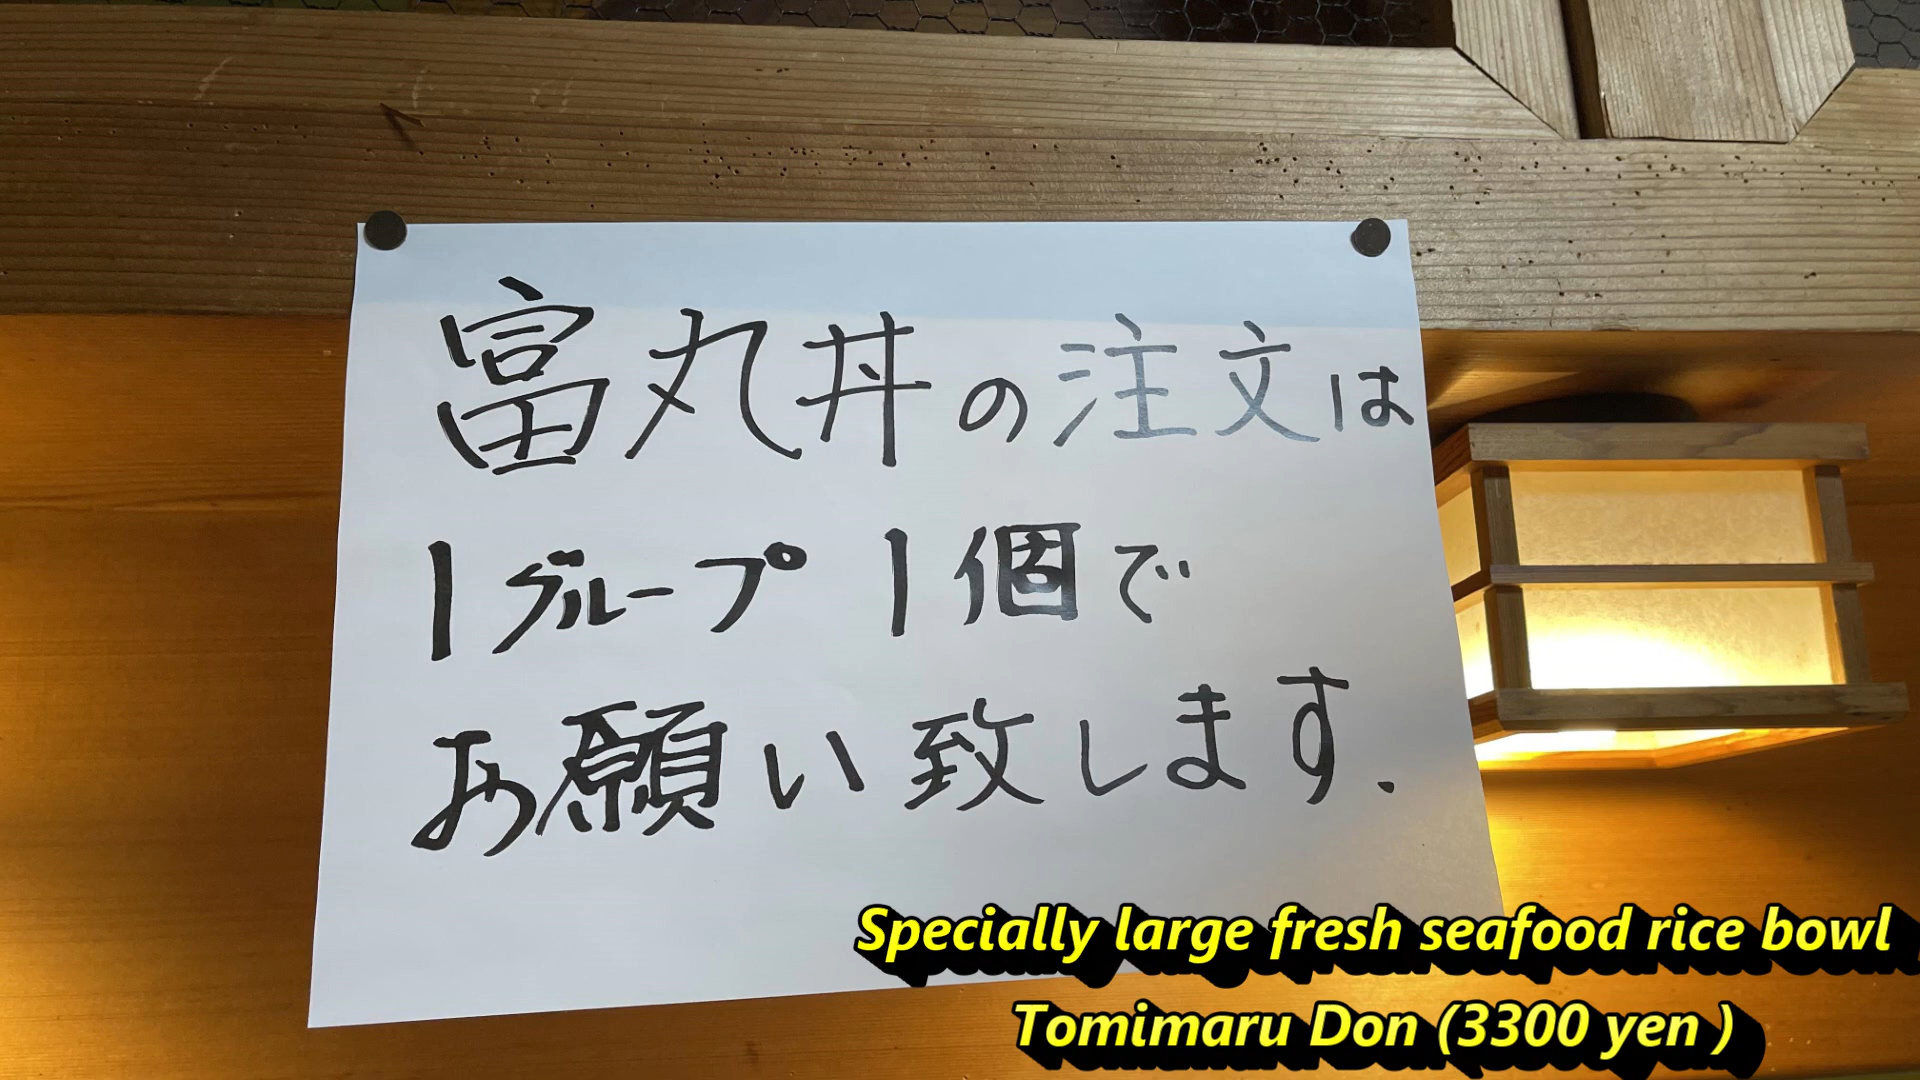 富丸丼の注文は
1グループ1個で
お願い致します.
Specially large fresh seafood rice bowl
Tomimaru Don (3300 yen )